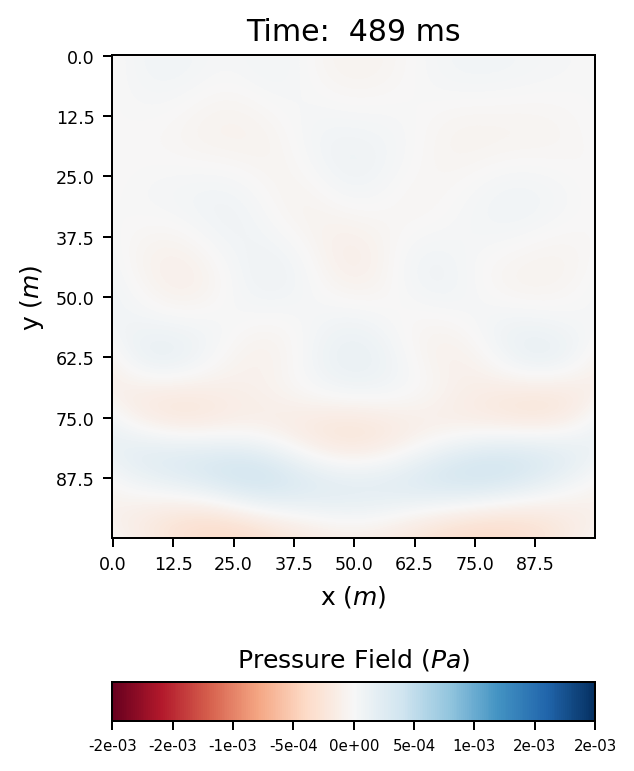 Time:  489 ms
0.0
12.5
25.0
37.5
50.0
62.5
75.0
87.5
y (m)
0.0 12.5 25.0 37.5 50.0 62.5 75.0 87.5
x (m)
Pressure Field (Pa)
-2e-03 -2e-03 -1e-03 -5e-04 0e+00 5e-04 1e-03 2e-03 2e-03